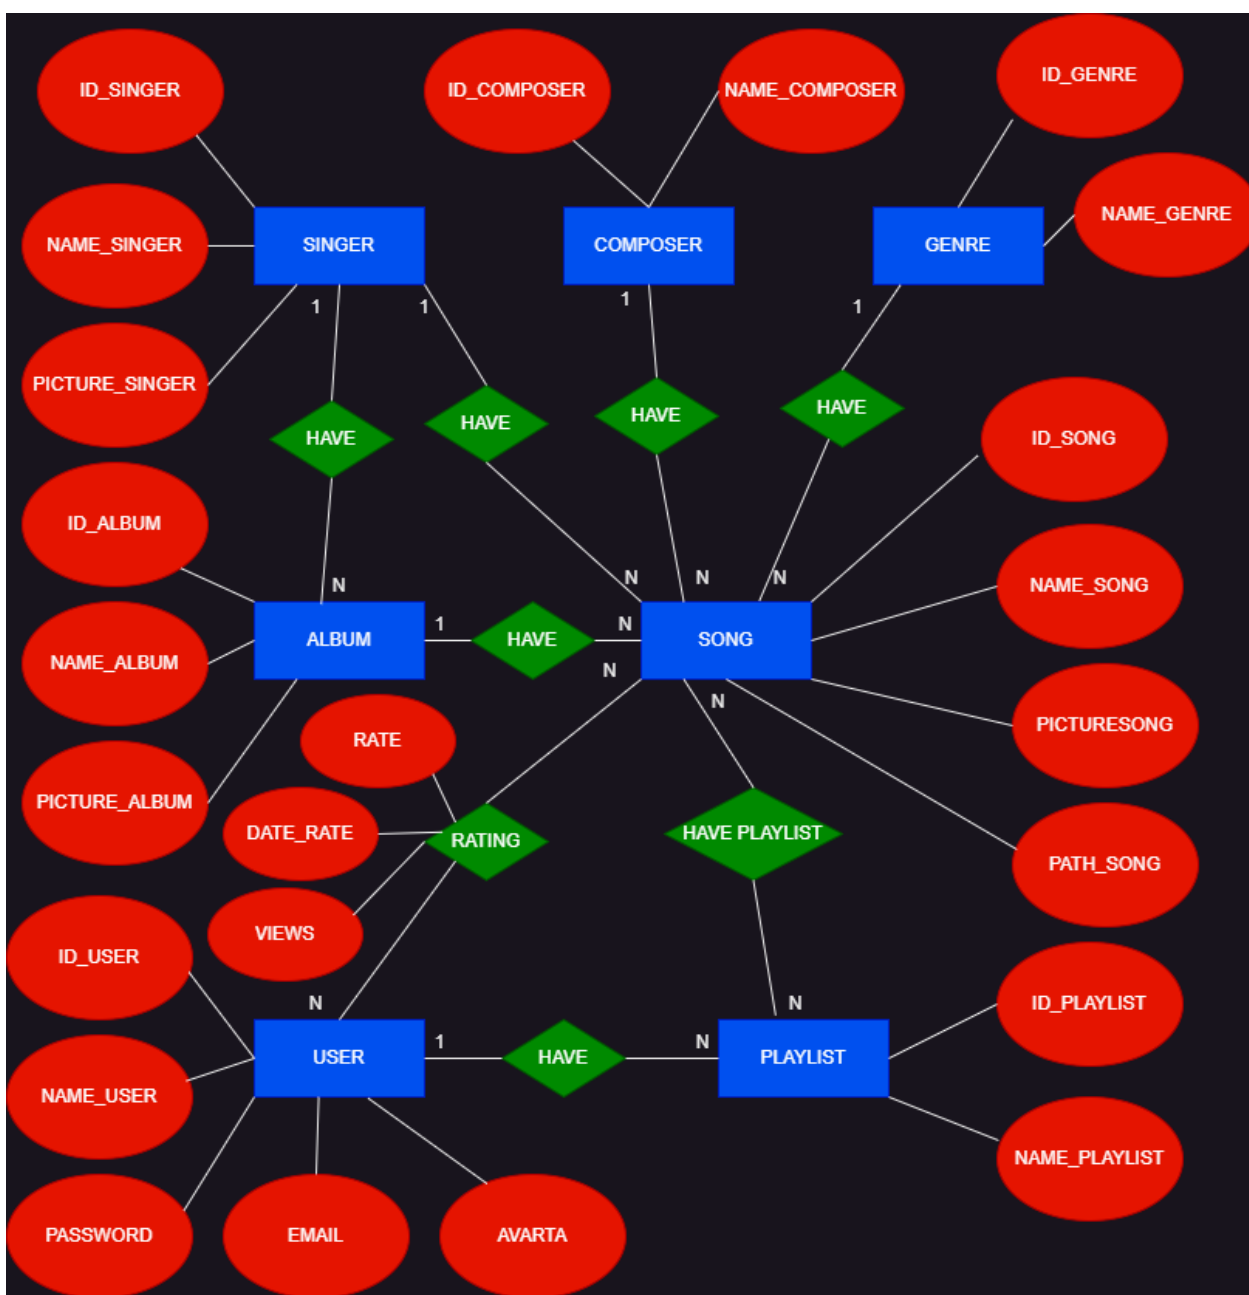 ID_SINGER
ID_COMPOSER
NAME_COMPOSER
ID_GENRE
NAME_GENRE
NAME_SINGER
SINGER
COMPOSER
GENRE
1
1
1
1
PICTURE_SINGER
HAVE
HAVE
HAVE
HAVE
ID_SONG
ID_ALBUM
N
N
N
N
NAME_SONG
ALBUM
1
HAVE
N
SONG
NAME_ALBUM
N
N
PICTURESONG
RATE
PICTURE_ALBUM
DATE_RATE
RATING
HAVE PLAYLIST
PATH_SONG
VIEWS
ID_USER
N
N
ID_PLAYLIST
USER
1
HAVE
N
PLAYLIST
NAME_USER
NAME_PLAYLIST
PASSWORD
EMAIL
AVARTA